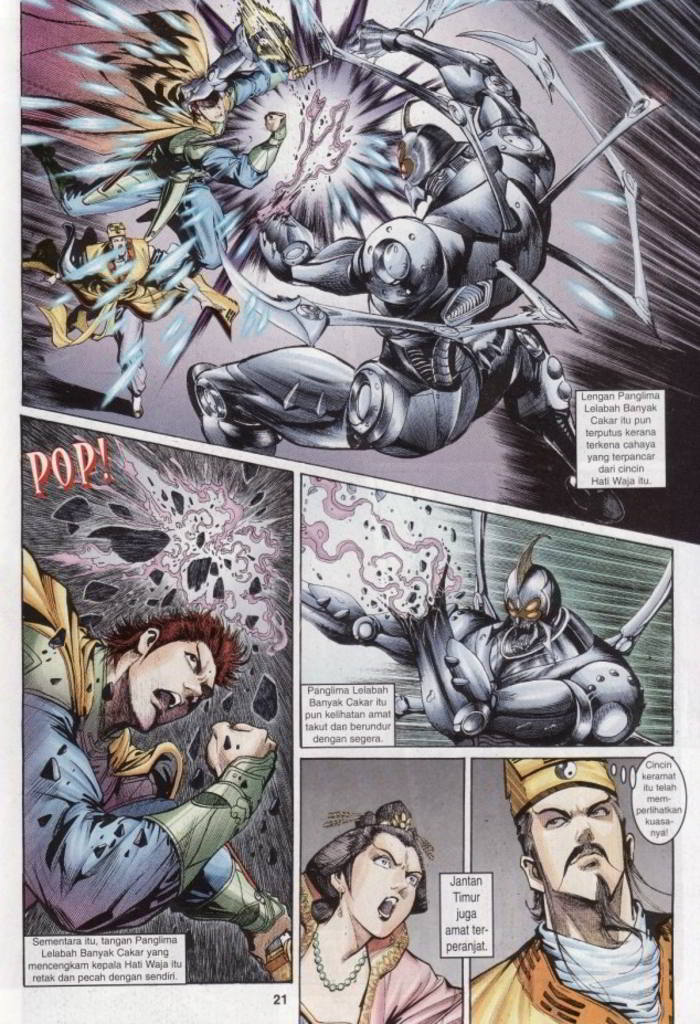 Lengan Panglima
Lelabah Banyak
Cakar itu pun
terputus kerana
terkena cahaya
yang terpancar
dari cincin
Hati Waja itu.
POP!
Sementara itu, tangan Panglima
Lelabah Banyak Cakar yang
mencengkam kepala Hati Waja itu
retak dan pecah dengan sendiri.
Panglima Lelabah
Banyak Cakar itu
pun kelihatan amat
takut dan berundur
dengan segera.
Jantan
Timur
juga
amat ter-
peranjat.
Cincin
keramat
itu telah
mem-
perlihatkan
kuasa-
nya!
21